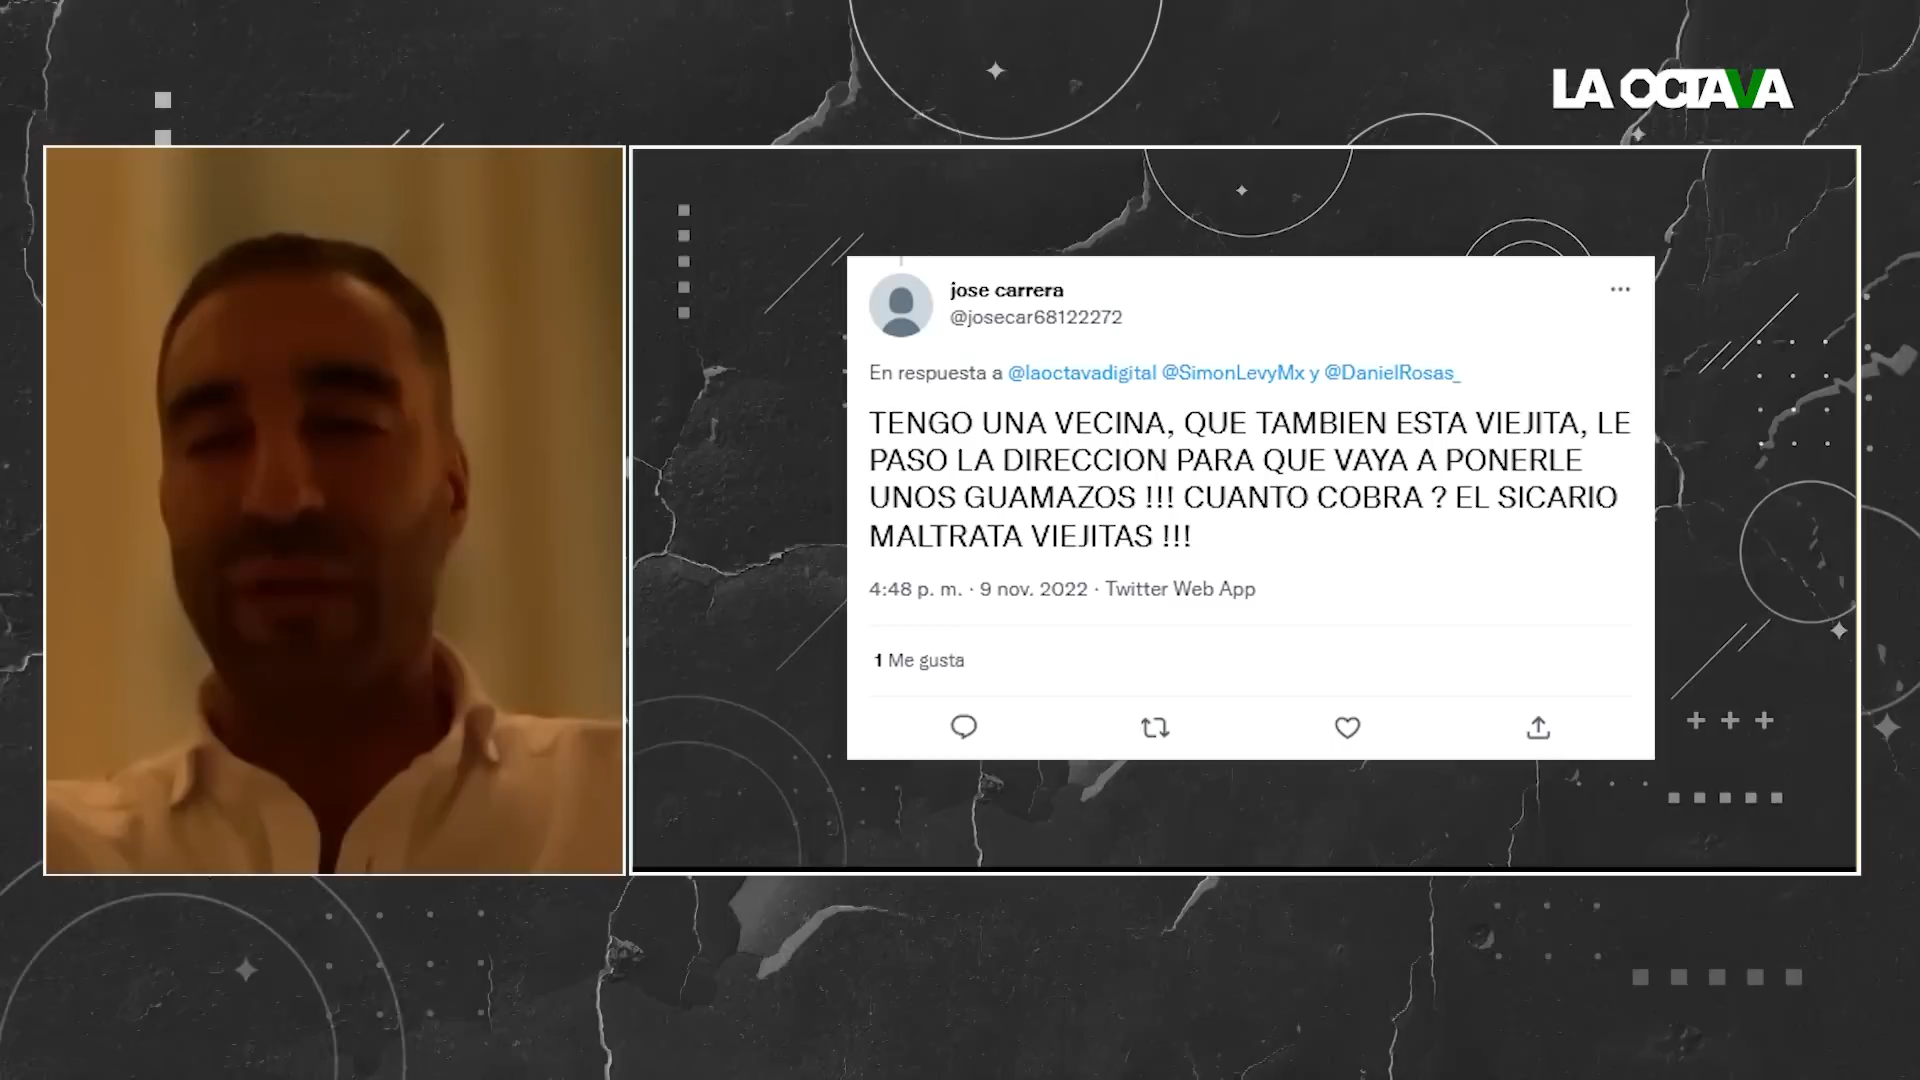 LA OCTAVA
jose carrera
@josecar68122272
En respuesta a @laoctavadigital @SimonLevyMx y @DanielRosas_
TENGO UNA VECINA, QUE TAMBIEN ESTA VIEJITA, LE
PASO LA DIRECCION PARA QUE VAYA A PONERLE
UNOS GUAMAZOS !!! CUANTO COBRA ? EL SICARIO
MALTRATA VIEJITAS !!!
4:48 p. m. · 9 nov. 2022 · Twitter Web App
1 Me gusta